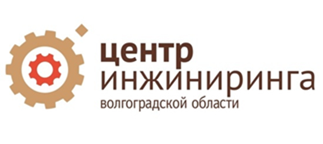 центр
инжиниринга
волгоградской области